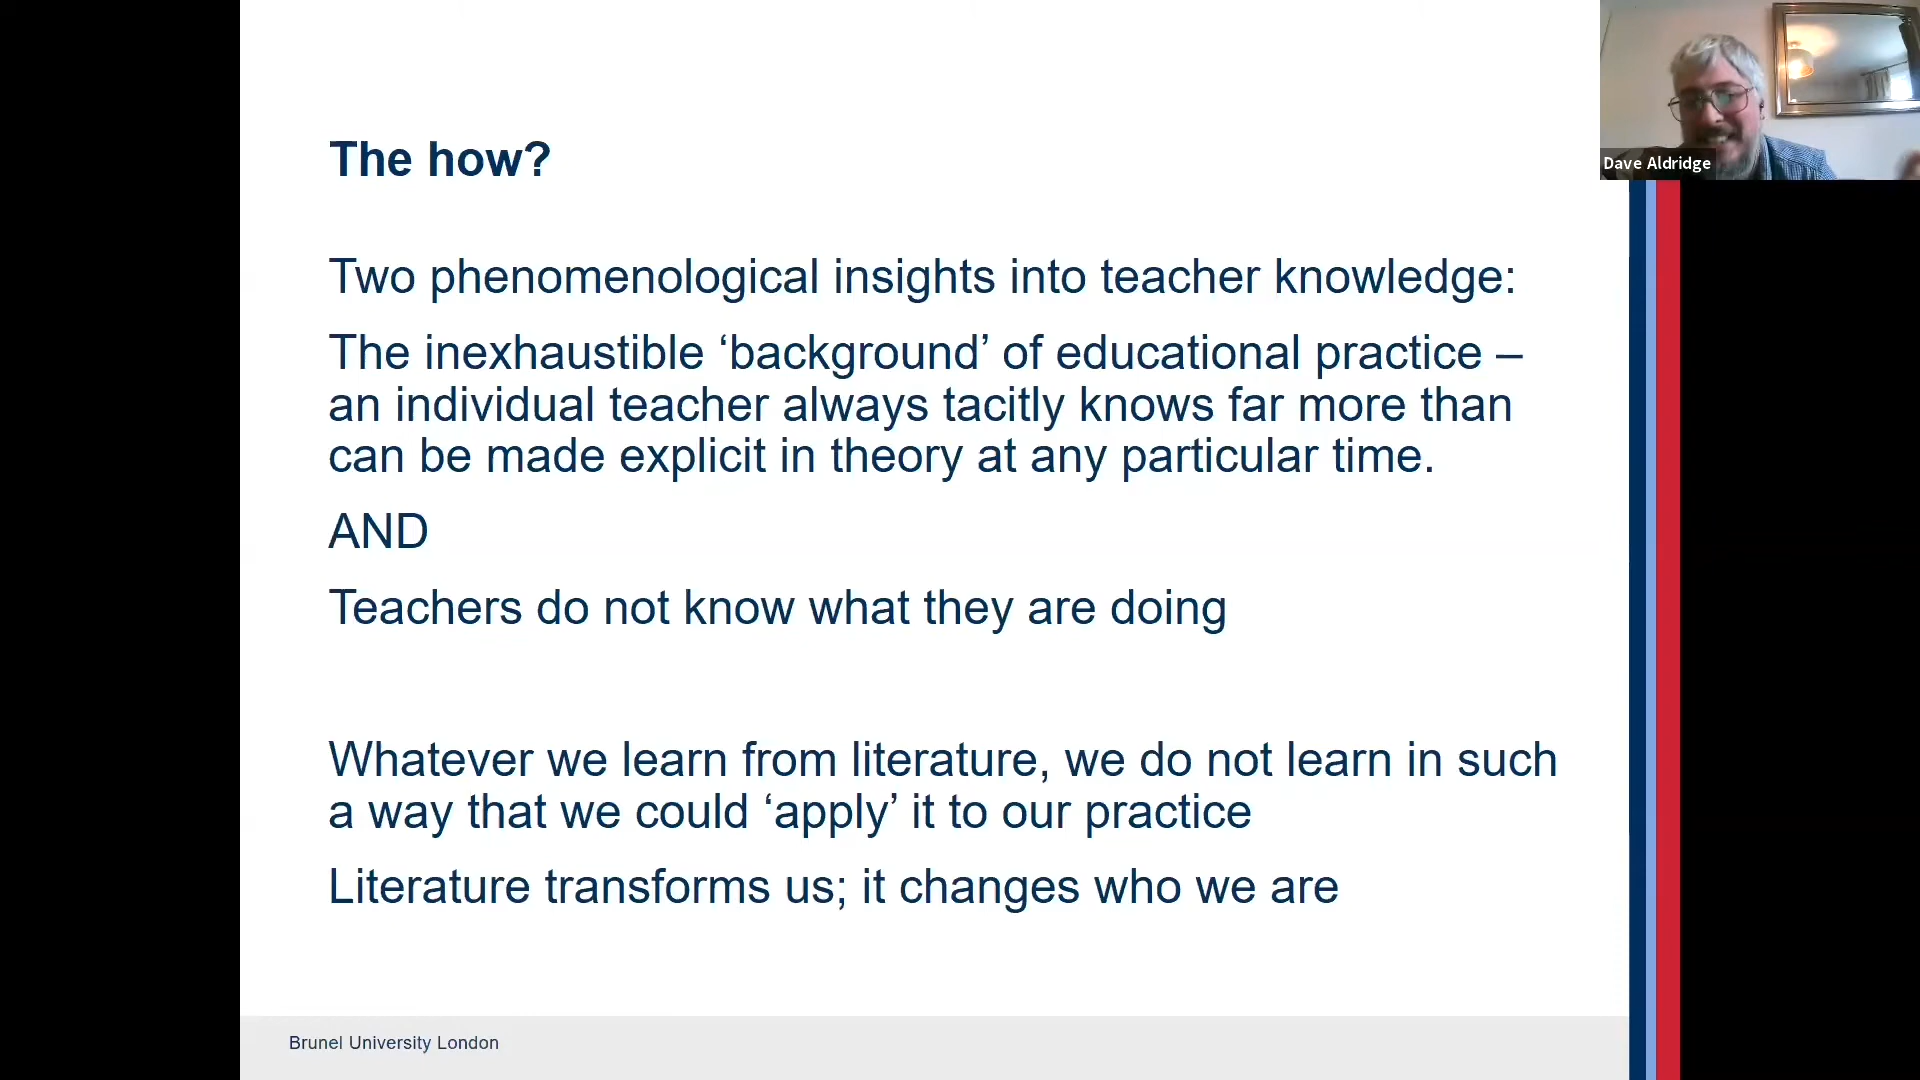 The how?
Two phenomenological insights into teacher knowledge:
The inexhaustible ‘background’ of educational practice –
an individual teacher always tacitly knows far more than
can be made explicit in theory at any particular time.
AND
Teachers do not know what they are doing
Whatever we learn from literature, we do not learn in such
a way that we could ‘apply’ it to our practice
Literature transforms us; it changes who we are
Brunel University London
Dave Aldridge